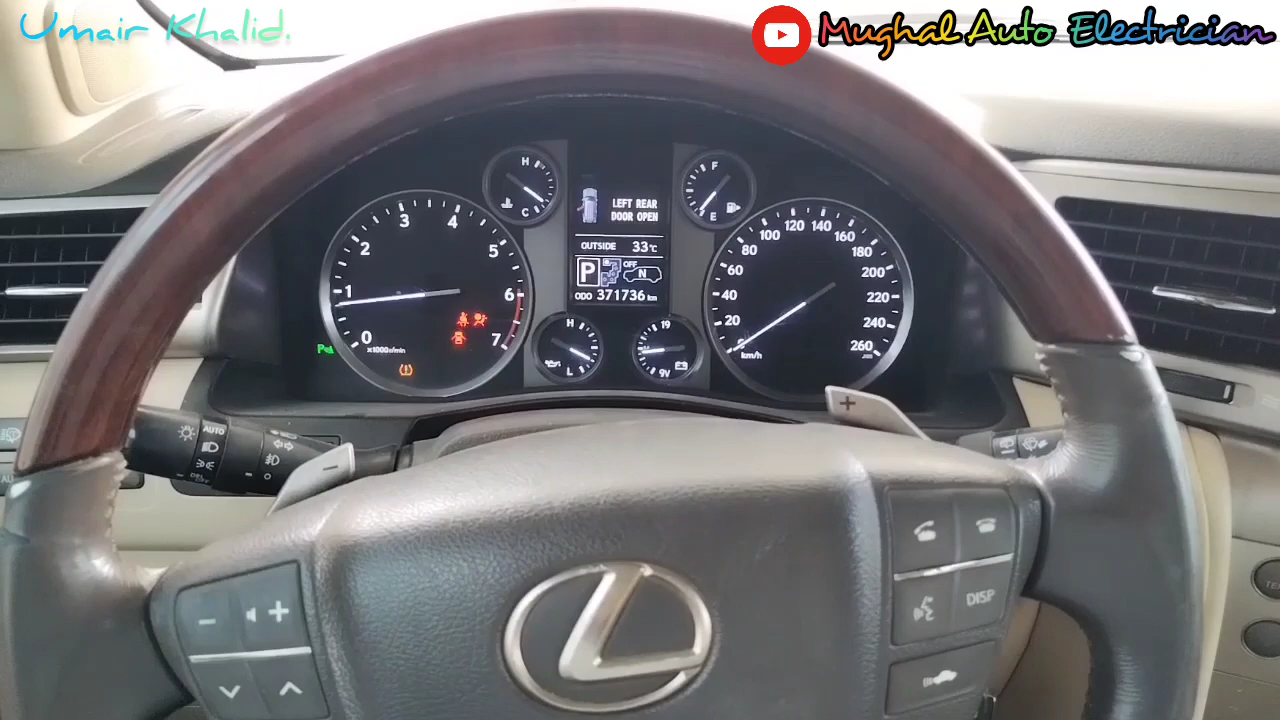 Umair Khalid.
Mughal Auto Electrician
H
C
LEFT REAR
DOOR OPEN
F
E
OUTSIDE 33°C
P
OFF
N
ODO 371736 km
0 1 2 3 4 5 6 7
x1000r/min
H
L
19
9V
0 20 40 60 80 100 120 140 160 180 200 220 240 260
km/h
AUTO
DEL
OFF
−
+
− +
DISP